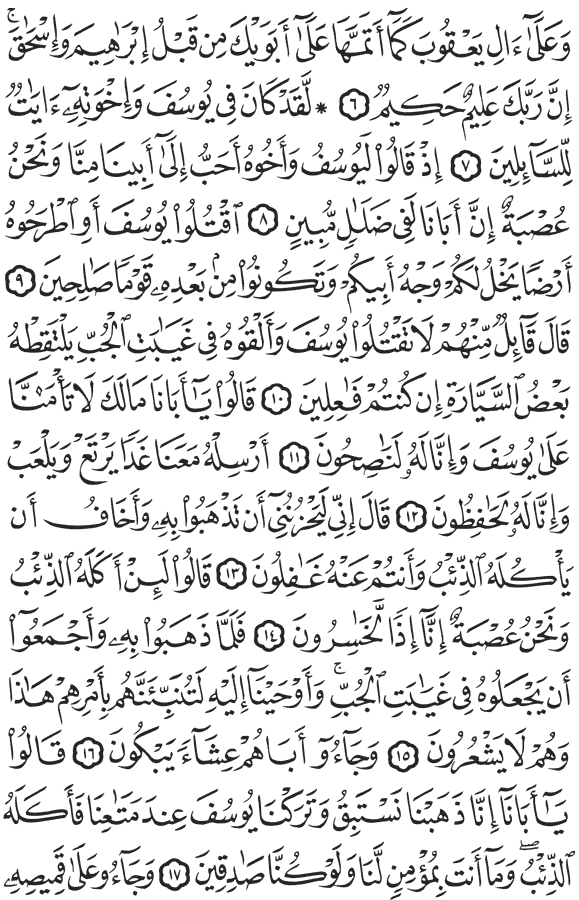 وَعَلَىٰٓ ءَالِ يَعْقُوبَ كَمَآ أَتَمَّهَا عَلَىٰٓ أَبَوَيْكَ مِن قَبْلُ إِبْرَٰهِيمَ وَإِسْحَٰقَۚ
إِنَّ رَبَّكَ عَلِيمٌ حَكِيمٌ ٦ * لَّقَدْ كَانَ فِي يُوسُفَ وَإِخْوَتِهِۦٓ ءَايَٰتٌ
لِّلسَّآئِلِينَ ٧ إِذْ قَالُوا۟ لَيُوسُفُ وَأَخُوهُ أَحَبُّ إِلَىٰٓ أَبِينَا مِنَّا وَنَحْنُ
عُصْبَةٌ إِنَّ أَبَانَا لَفِي ضَلَٰلٍ مُّبِينٍ ٨ ٱقْتُلُوا۟ يُوسُفَ أَوِ ٱطْرَحُوهُ
أَرْضًا يَخْلُ لَكُمْ وَجْهُ أَبِيكُمْ وَتَكُونُوا۟ مِنۢ بَعْدِهِۦ قَوْمًا صَٰلِحِينَ ٩
قَالَ قَآئِلٌ مِّنْهُمْ لَا تَقْتُلُوا۟ يُوسُفَ وَأَلْقُوهُ فِي غَيَٰبَتِ ٱلْجُبِّ يَلْتَقِطْهُ
بَعْضُ ٱلسَّيَّارَةِ إِن كُنتُمْ فَٰعِلِينَ ١٠ قَالُوا۟ يَٰٓأَبَانَا مَالَكَ لَا تَأْمَ۫نَّا
عَلَىٰ يُوسُفَ وَإِنَّا لَهُۥ لَنَٰصِحُونَ ١١ أَرْسِلْهُ مَعَنَا غَدًا يَرْتَعْ وَيَلْعَبْ
وَإِنَّا لَهُۥ لَحَٰفِظُونَ ١٢ قَالَ إِنِّي لَيَحْزُنُنِيٓ أَن تَذْهَبُوا۟ بِهِۦ وَأَخَافُ أَن
يَأْكُلَهُ ٱلذِّئْبُ وَأَنتُمْ عَنْهُ غَٰفِلُونَ ١٣ قَالُوا۟ لَئِنْ أَكَلَهُ ٱلذِّئْبُ
وَنَحْنُ عُصْبَةٌ إِنَّآ إِذًا لَّخَٰسِرُونَ ١٤ فَلَمَّا ذَهَبُوا۟ بِهِۦ وَأَجْمَعُوٓا۟
أَن يَجْعَلُوهُ فِي غَيَٰبَتِ ٱلْجُبِّۚ وَأَوْحَيْنَآ إِلَيْهِ لَتُنَبِّئَنَّهُم بِأَمْرِهِمْ هَٰذَا
وَهُمْ لَا يَشْعُرُونَ ١٥ وَجَآءُوٓ أَبَاهُمْ عِشَآءً يَبْكُونَ ١٦ قَالُوا۟
يَٰٓأَبَانَآ إِنَّا ذَهَبْنَا نَسْتَبِقُ وَتَرَكْنَا يُوسُفَ عِندَ مَتَٰعِنَا فَأَكَلَهُ
ٱلذِّئْبُۖ وَمَآ أَنتَ بِمُؤْمِنٍ لَّنَا وَلَوْ كُنَّا صَٰدِقِينَ ١٧ وَجَآءُو عَلَىٰ قَمِيصِهِۦ